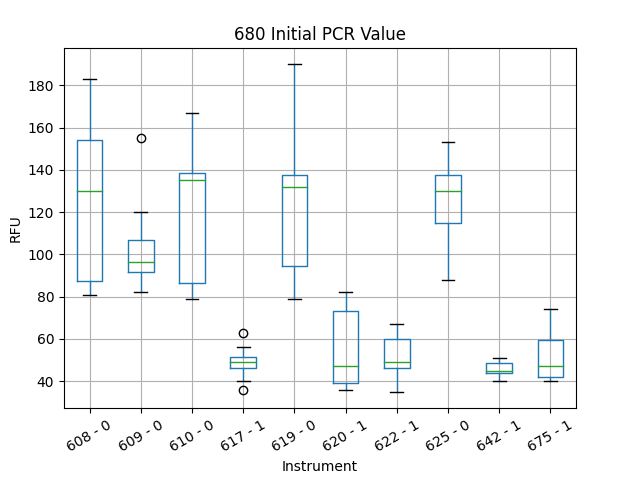 680 Initial PCR Value
RFU
180
160
140
120
100
80
60
40
608 - 0
609 - 0
610 - 0
617 - 1
619 - 0
620 - 1
622 - 1
625 - 0
642 - 1
675 - 1
Instrument